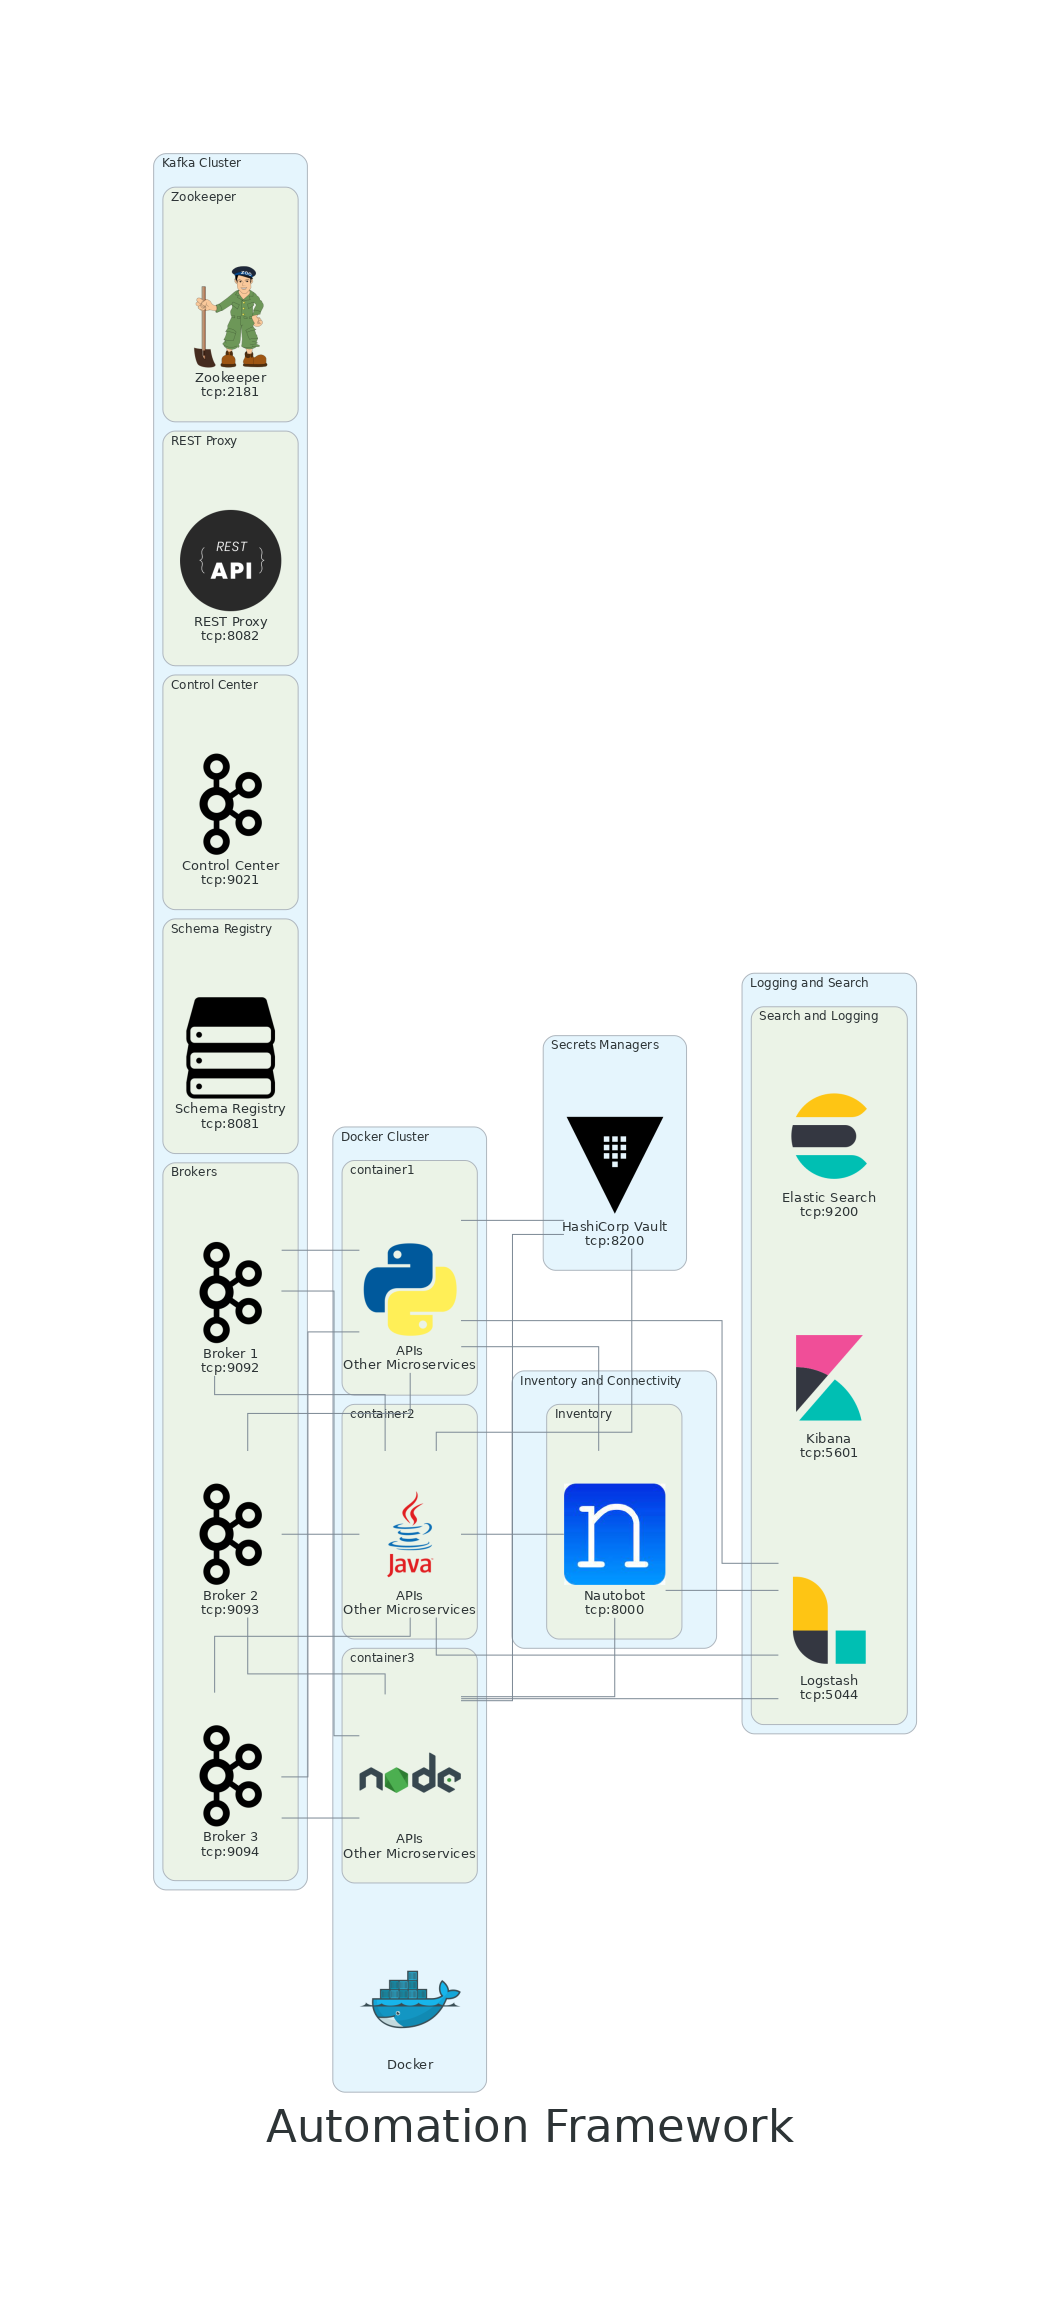 Kafka Cluster
Zookeeper
ZOO
Zookeeper
tcp:2181
REST Proxy
REST
{ API }
REST Proxy
tcp:8082
Control Center
Control Center
tcp:9021
Schema Registry
Schema Registry
tcp:8081
Brokers
Broker 1
tcp:9092
Broker 2
tcp:9093
Broker 3
tcp:9094
Docker Cluster
container1
APIs
Other Microservices
container2
Java
APIs
Other Microservices
container3
node
APIs
Other Microservices
Docker
Secrets Managers
HashiCorp Vault
tcp:8200
Inventory and Connectivity
Inventory
n
Nautobot
tcp:8000
Logging and Search
Search and Logging
Elastic Search
tcp:9200
Kibana
tcp:5601
Logstash
tcp:5044
Automation Framework